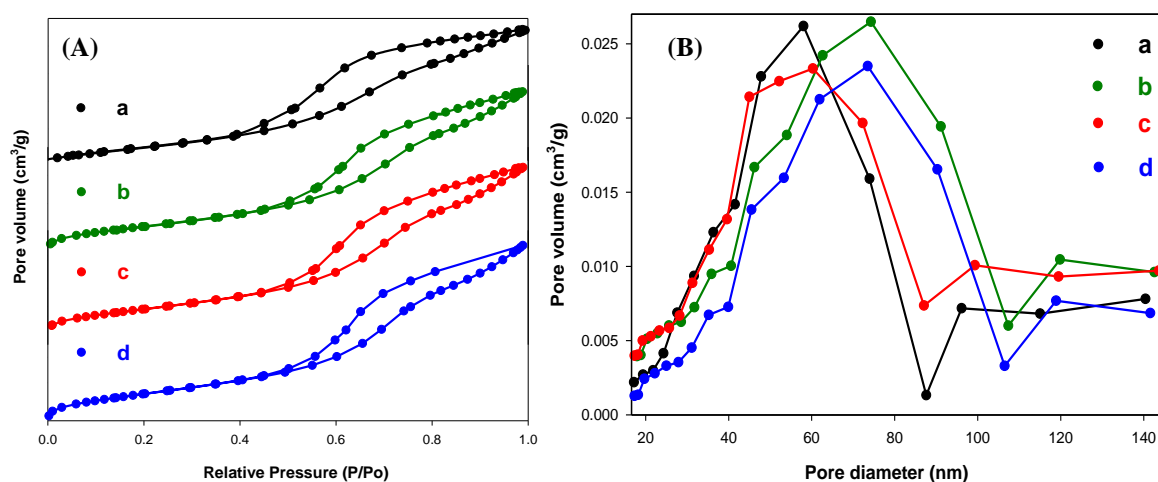 (A)
a
b
c
d
Pore volume (cm³/g)
0.0 0.2 0.4 0.6 0.8 1.0
Relative Pressure (P/Po)
(B)
a
b
c
d
Pore volume (cm³/g)
0.025
0.020
0.015
0.010
0.005
0.000
20 40 60 80 100 120 140
Pore diameter (nm)